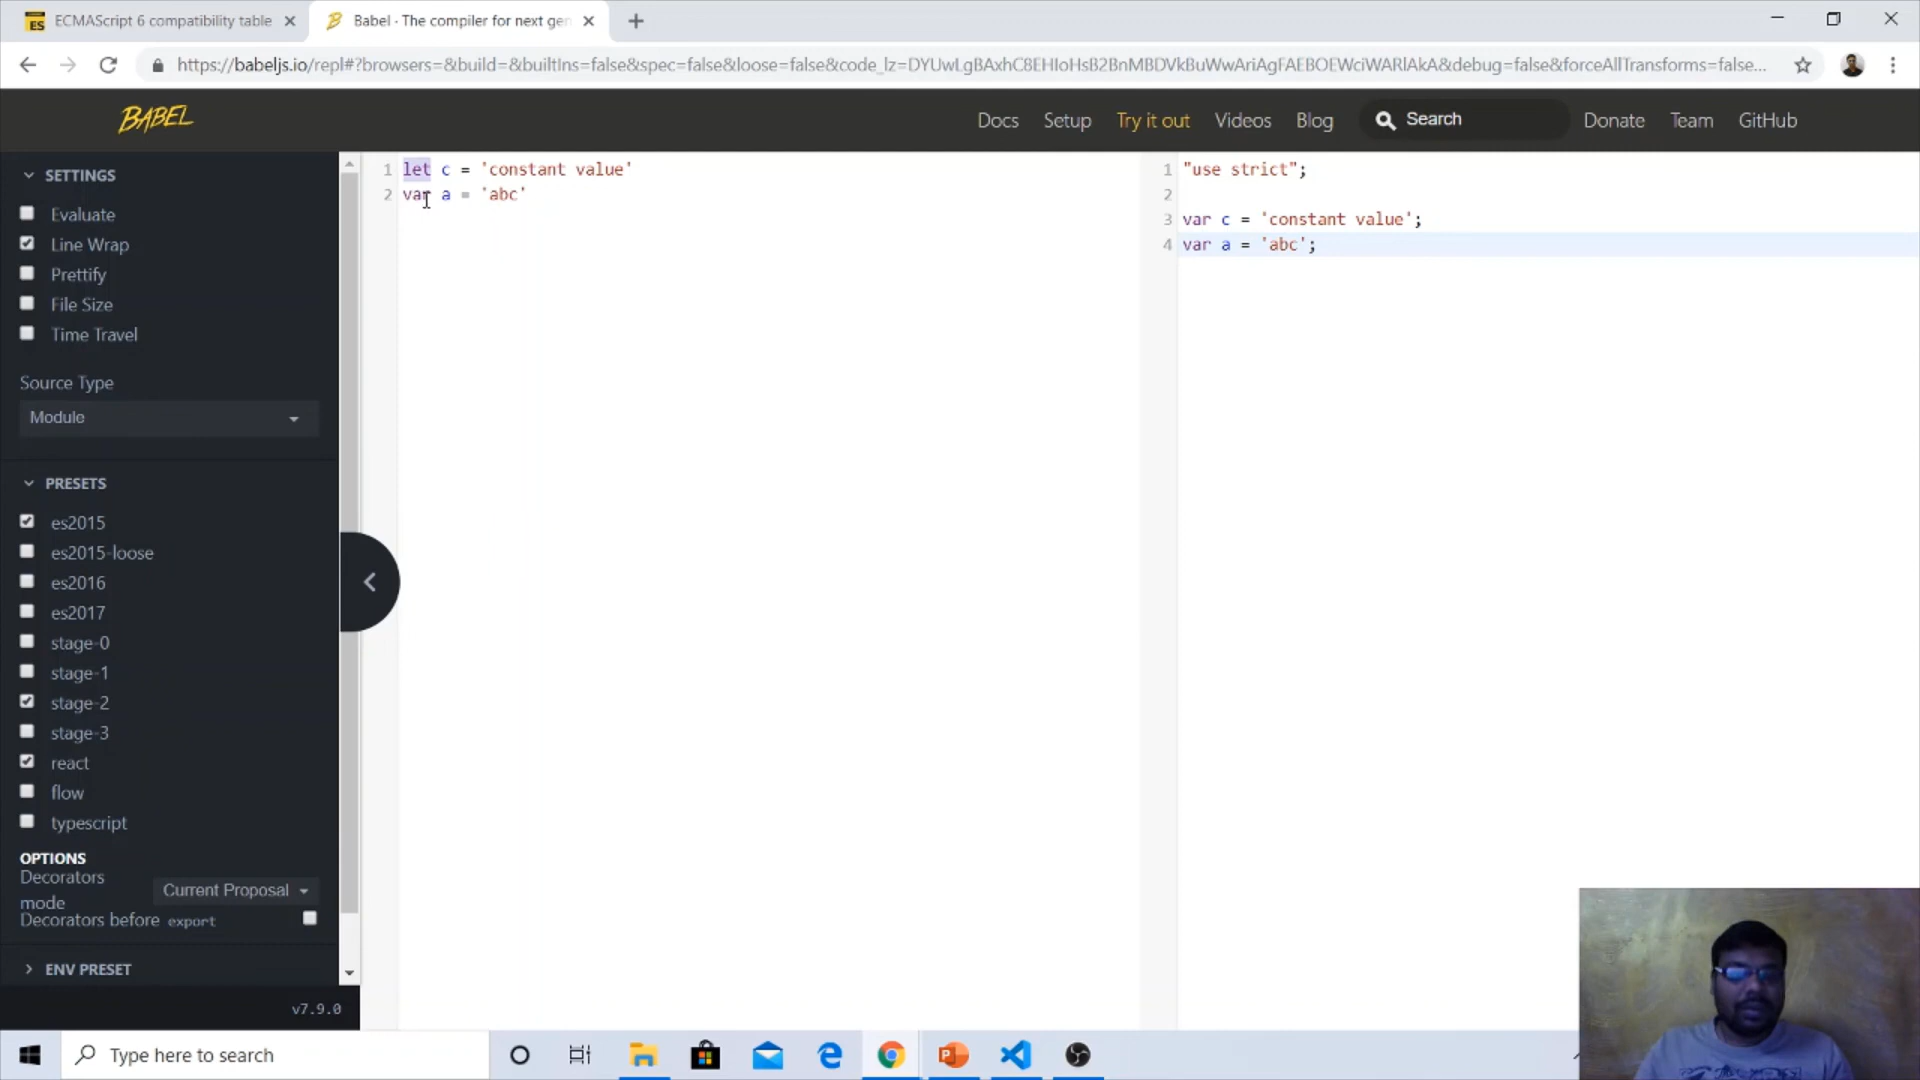 ECMAScript 6 compatibility table
Babel · The compiler for next gen
https://babeljs.io/repl#?browsers=&build=&builtIns=false&spec=false&loose=false&code_lz=DYUwLgBAxhC8EHIoHsB2BnMBDVkBuWwAriAgFAEBOEWciWARlAkA&debug=false&forceAllTransforms=false...
BABEL
Docs
Setup
Try it out
Videos
Blog
Search
Donate
Team
GitHub
SETTINGS
Evaluate
Line Wrap
Prettify
File Size
Time Travel
Source Type
Module
PRESETS
es2015
es2015-loose
es2016
es2017
stage-0
stage-1
stage-2
stage-3
react
flow
typescript
OPTIONS
Decorators mode
Current Proposal
Decorators before export
ENV PRESET
v7.9.0
1 let c = 'constant value'
2 var a = 'abc'
1 "use strict";
2
3 var c = 'constant value';
4 var a = 'abc';
Type here to search